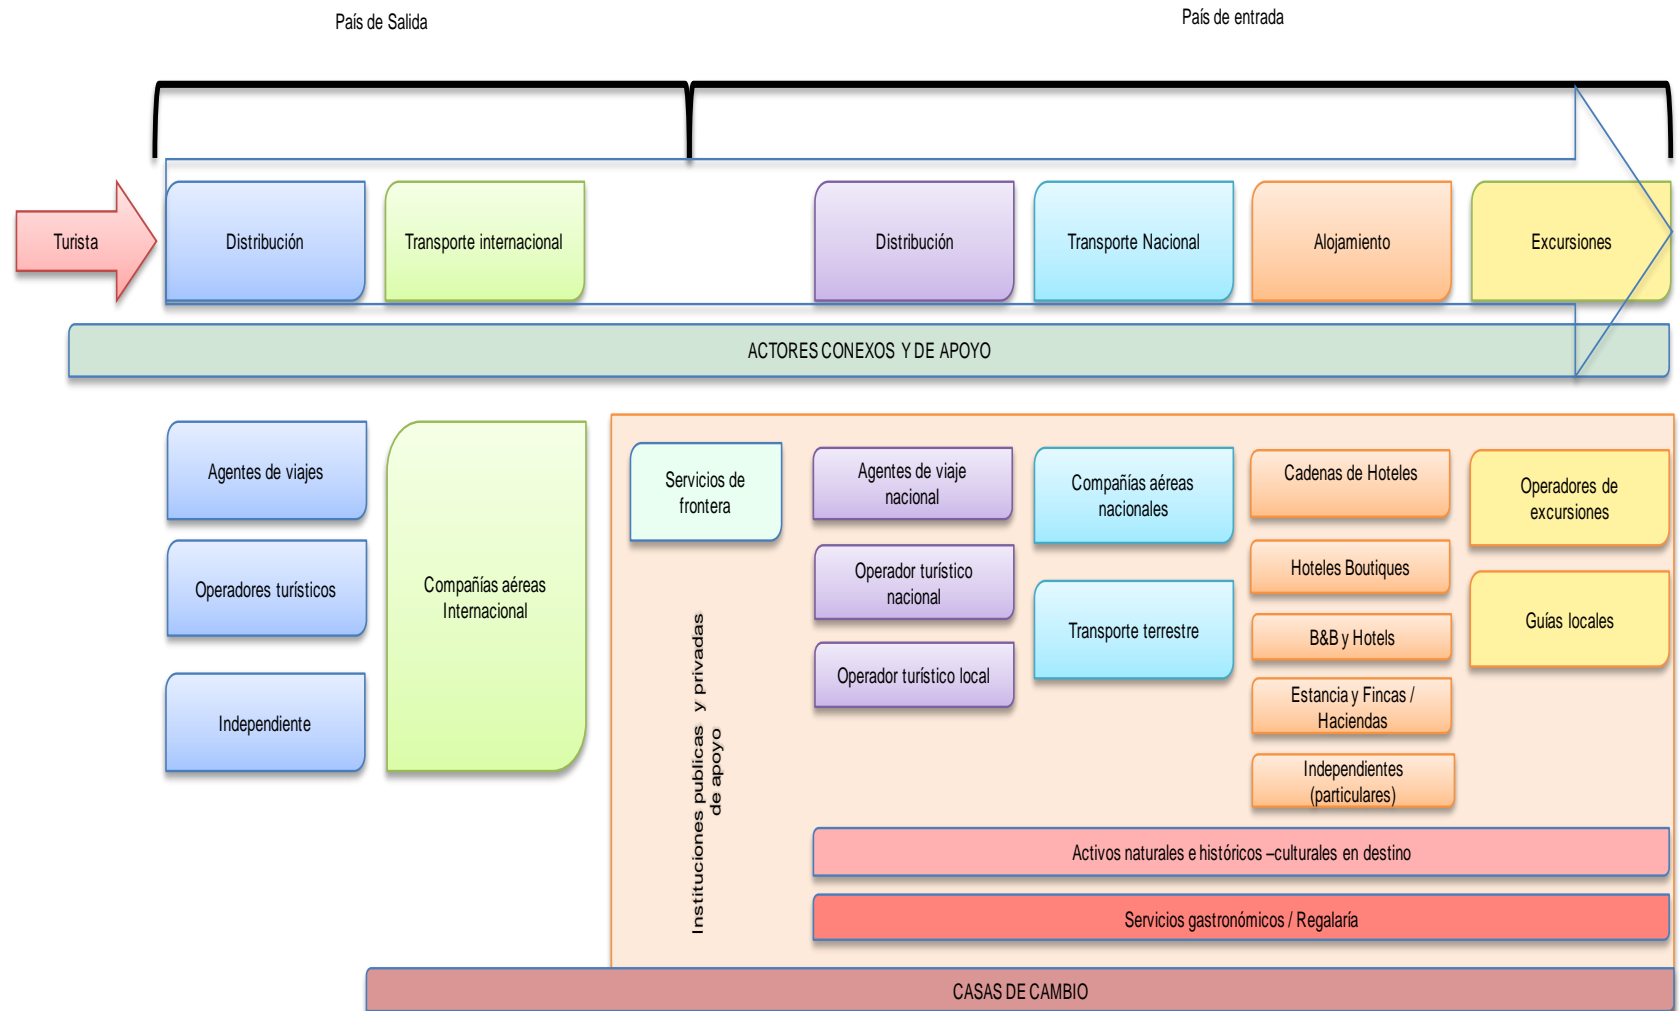 País de Salida
País de entrada
Turista
Distribución
Transporte internacional
Distribución
Transporte Nacional
Alojamiento
Excursiones
ACTORES CONEXOS Y DE APOYO
Agentes de viajes
Operadores turísticos
Independiente
Compañías aéreas
Internacional
Servicios de
frontera
Instituciones publicas y privadas
de apoyo
Agentes de viaje
nacional
Operador turístico
nacional
Operador turístico local
Compañías aéreas
nacionales
Transporte terrestre
Cadenas de Hoteles
Hoteles Boutiques
B&B y Hotels
Estancia y Fincas /
Haciendas
Independientes
(particulares)
Operadores de
excursiones
Guías locales
Activos naturales e históricos –culturales en destino
Servicios gastronómicos / Regalaría
CASAS DE CAMBIO